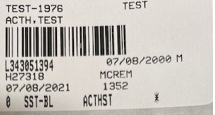 TEST-1976 TEST
ACTH,TEST
L343051394 07/08/2000 M
H27318 MCREM
07/08/2021 1352
0 SST-BL ACTHST *